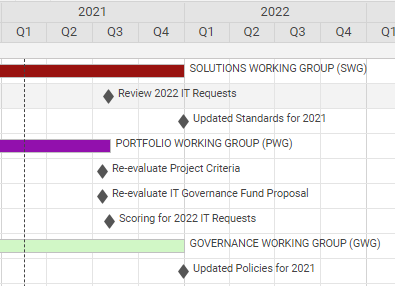 2021 2022
Q1 Q2 Q3 Q4 Q1 Q2 Q3 Q4 Q1
SOLUTIONS WORKING GROUP (SWG)
Review 2022 IT Requests
Updated Standards for 2021
PORTFOLIO WORKING GROUP (PWG)
Re-evaluate Project Criteria
Re-evaluate IT Governance Fund Proposal
Scoring for 2022 IT Requests
GOVERNANCE WORKING GROUP (GWG)
Updated Policies for 2021